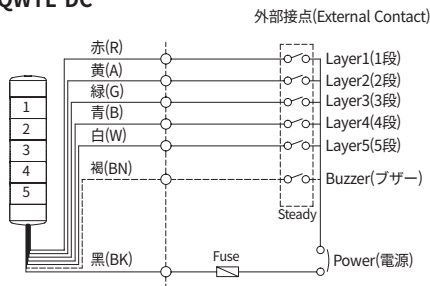 外部接点(External Contact)
赤(R)
Layer1(1段)
黄(A)
Layer2(2段)
緑(G)
Layer3(3段)
青(B)
Layer4(4段)
白(W)
Layer5(5段)
褐(BN)
Buzzer(ブザー)
1
2
3
4
5
Steady
黒(BK)
Fuse
Power(電源)